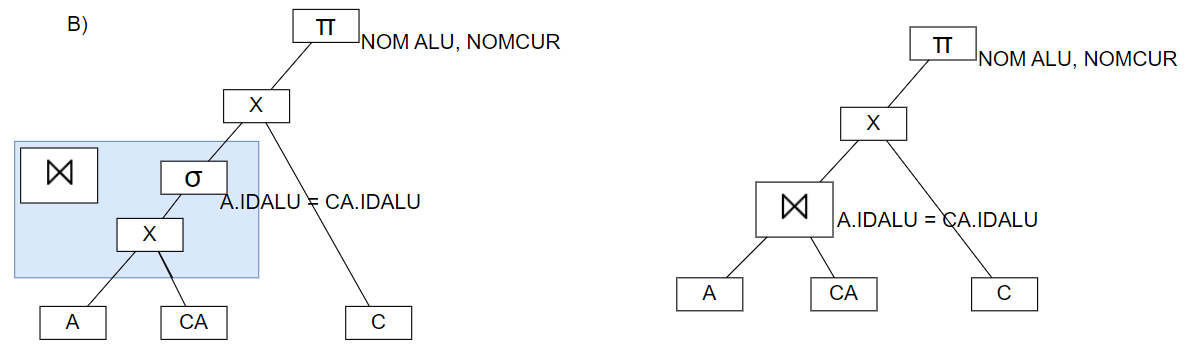 B)
π
NOM ALU, NOMCUR
X
⋈
σ
A.IDALU = CA.IDALU
X
A
CA
C
π
NOM ALU, NOMCUR
X
⋈
A.IDALU = CA.IDALU
A
CA
C